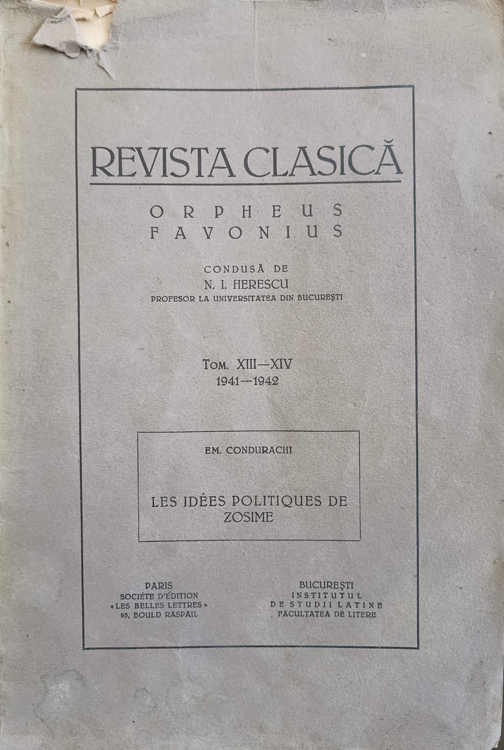 REVISTA CLASICĂ
ORPHEUS
FAVONIUS
CONDUSĂ DE
N. I. HERESCU
PROFESOR LA UNIVERSITATEA DIN BUCUREȘTI
TOM. XIII—XIV
1941—1942
EM. CONDURACHI
LES IDÉES POLITIQUES DE
ZOSIME
PARIS
SOCIÉTÉ D'ÉDITION
«LES BELLES LETTRES»
95, BOULD RASPAIL
BUCUREȘTI
INSTITUTUL
DE STUDII LATINE
FACULTATEA DE LITERE